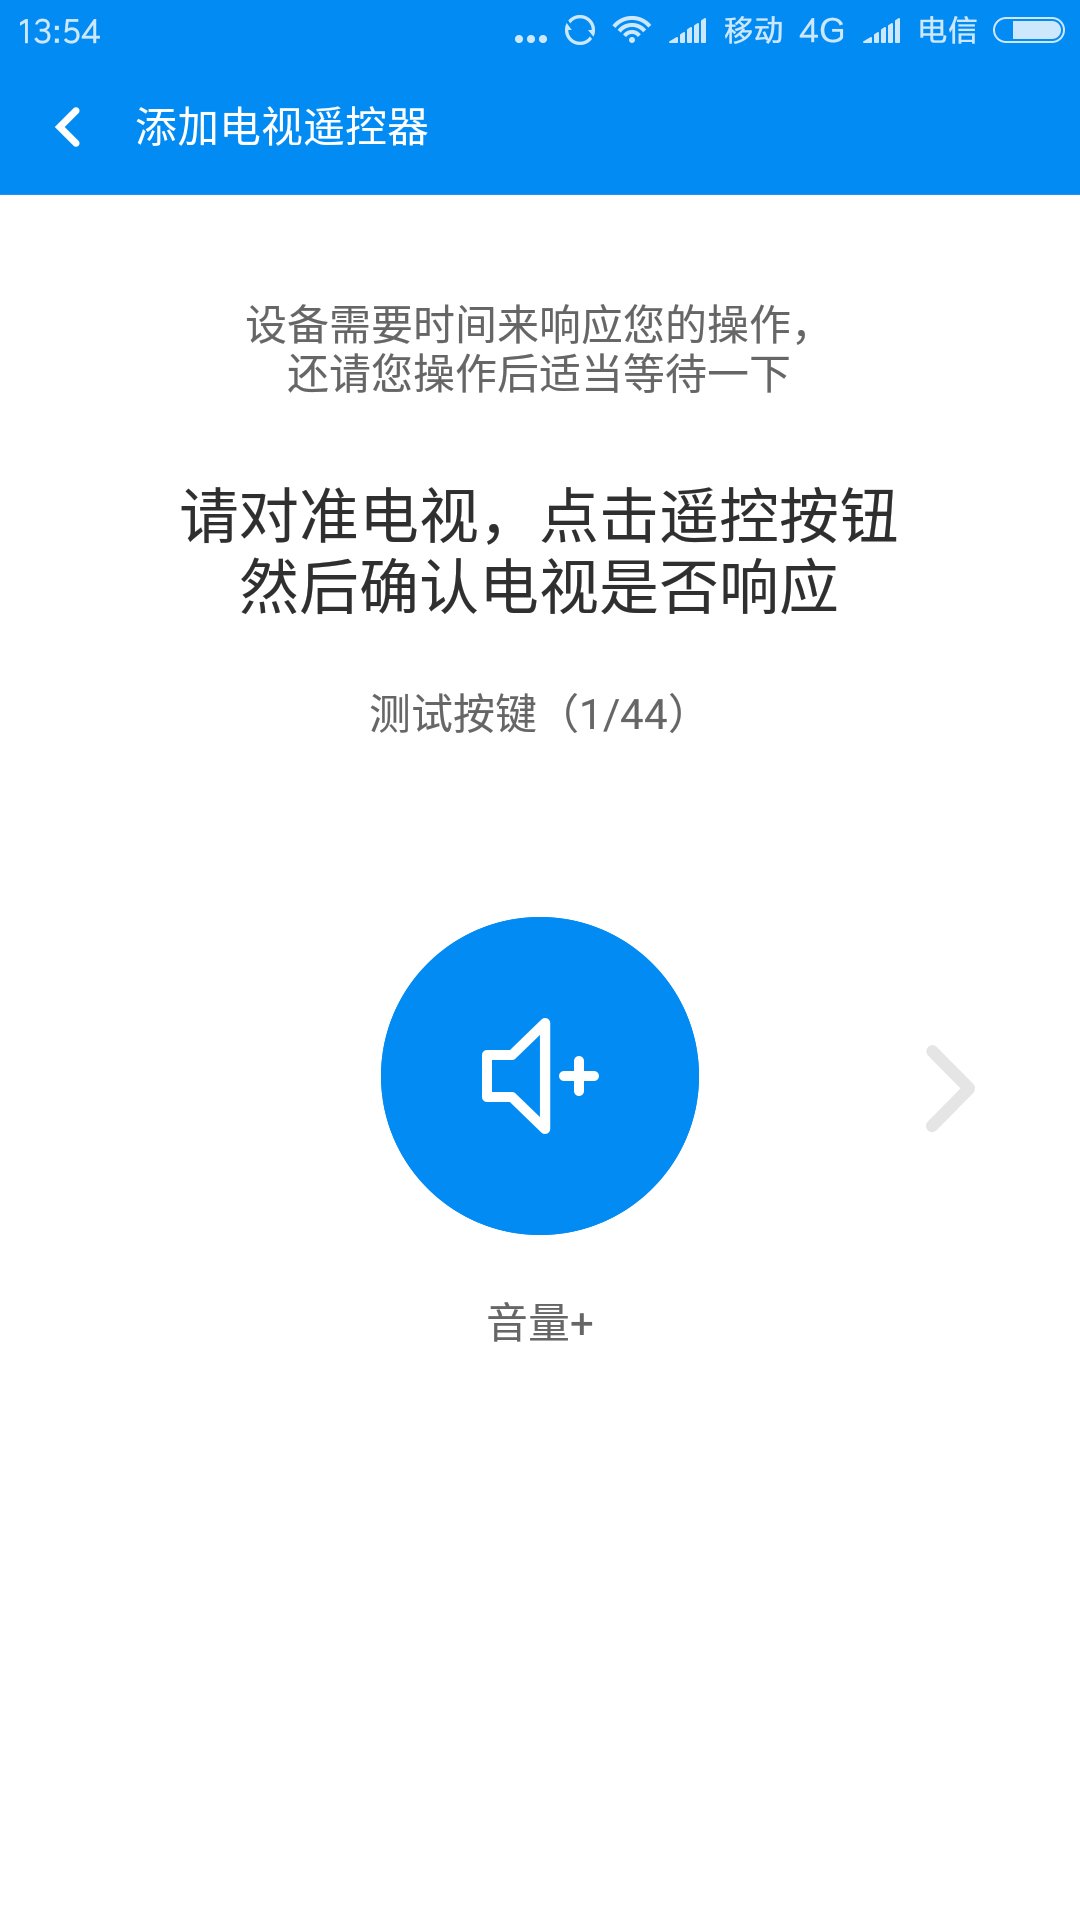 13:54 ... 移动 4G 电信
添加电视遥控器
设备需要时间来响应您的操作，
还请您操作后适当等待一下
请对准电视，点击遥控按钮
然后确认电视是否响应
测试按键（1/44）
音量+